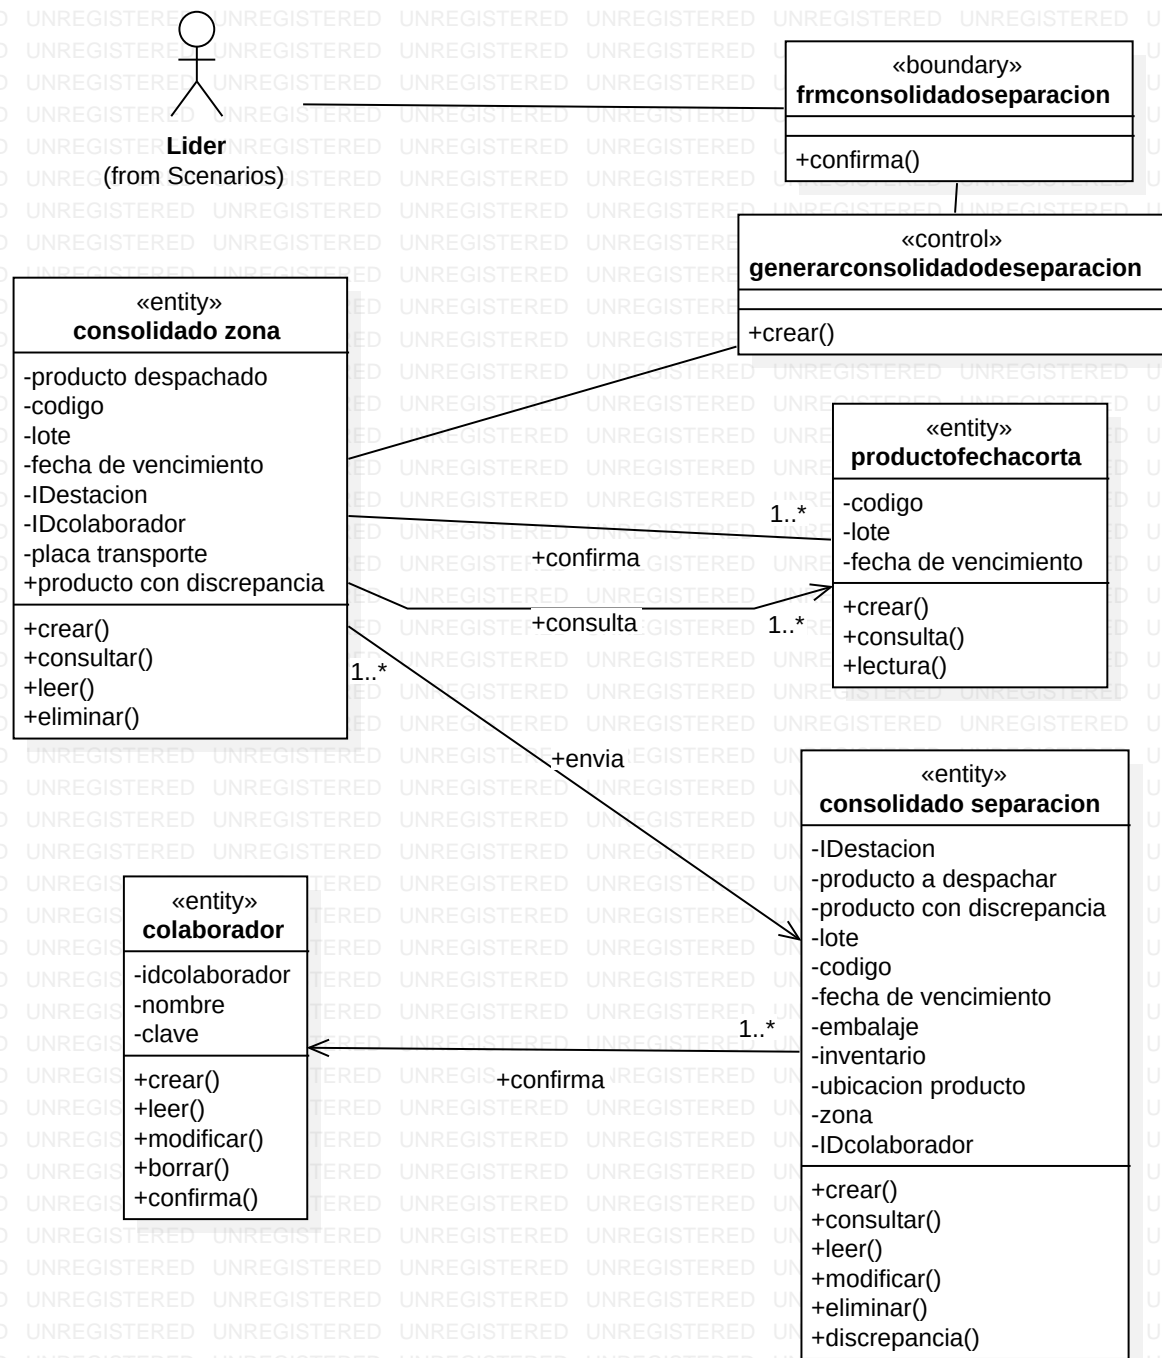 Lider
(from Scenarios)
«boundary»
frmconsolidadoseparacion
+confirma()
«control»
generarconsolidadodeseparacion
+crear()
«entity»
consolidado zona
-producto despachado
-codigo
-lote
-fecha de vencimiento
-IDestacion
-IDcolaborador
-placa transporte
+producto con discrepancia
+crear()
+consultar()
+leer()
+eliminar()
«entity»
productofechacorta
-codigo
-lote
-fecha de vencimiento
+crear()
+consulta()
+lectura()
1..*
+confirma
+consulta
1..*
1..*
+envia
«entity»
consolidado separacion
-IDestacion
-producto a despachar
-producto con discrepancia
-lote
-codigo
-fecha de vencimiento
-embalaje
-inventario
-ubicacion producto
-zona
-IDcolaborador
+crear()
+consultar()
+leer()
+modificar()
+eliminar()
+discrepancia()
«entity»
colaborador
-idcolaborador
-nombre
-clave
+crear()
+leer()
+modificar()
+borrar()
+confirma()
1..*
+confirma
UNREGISTERED